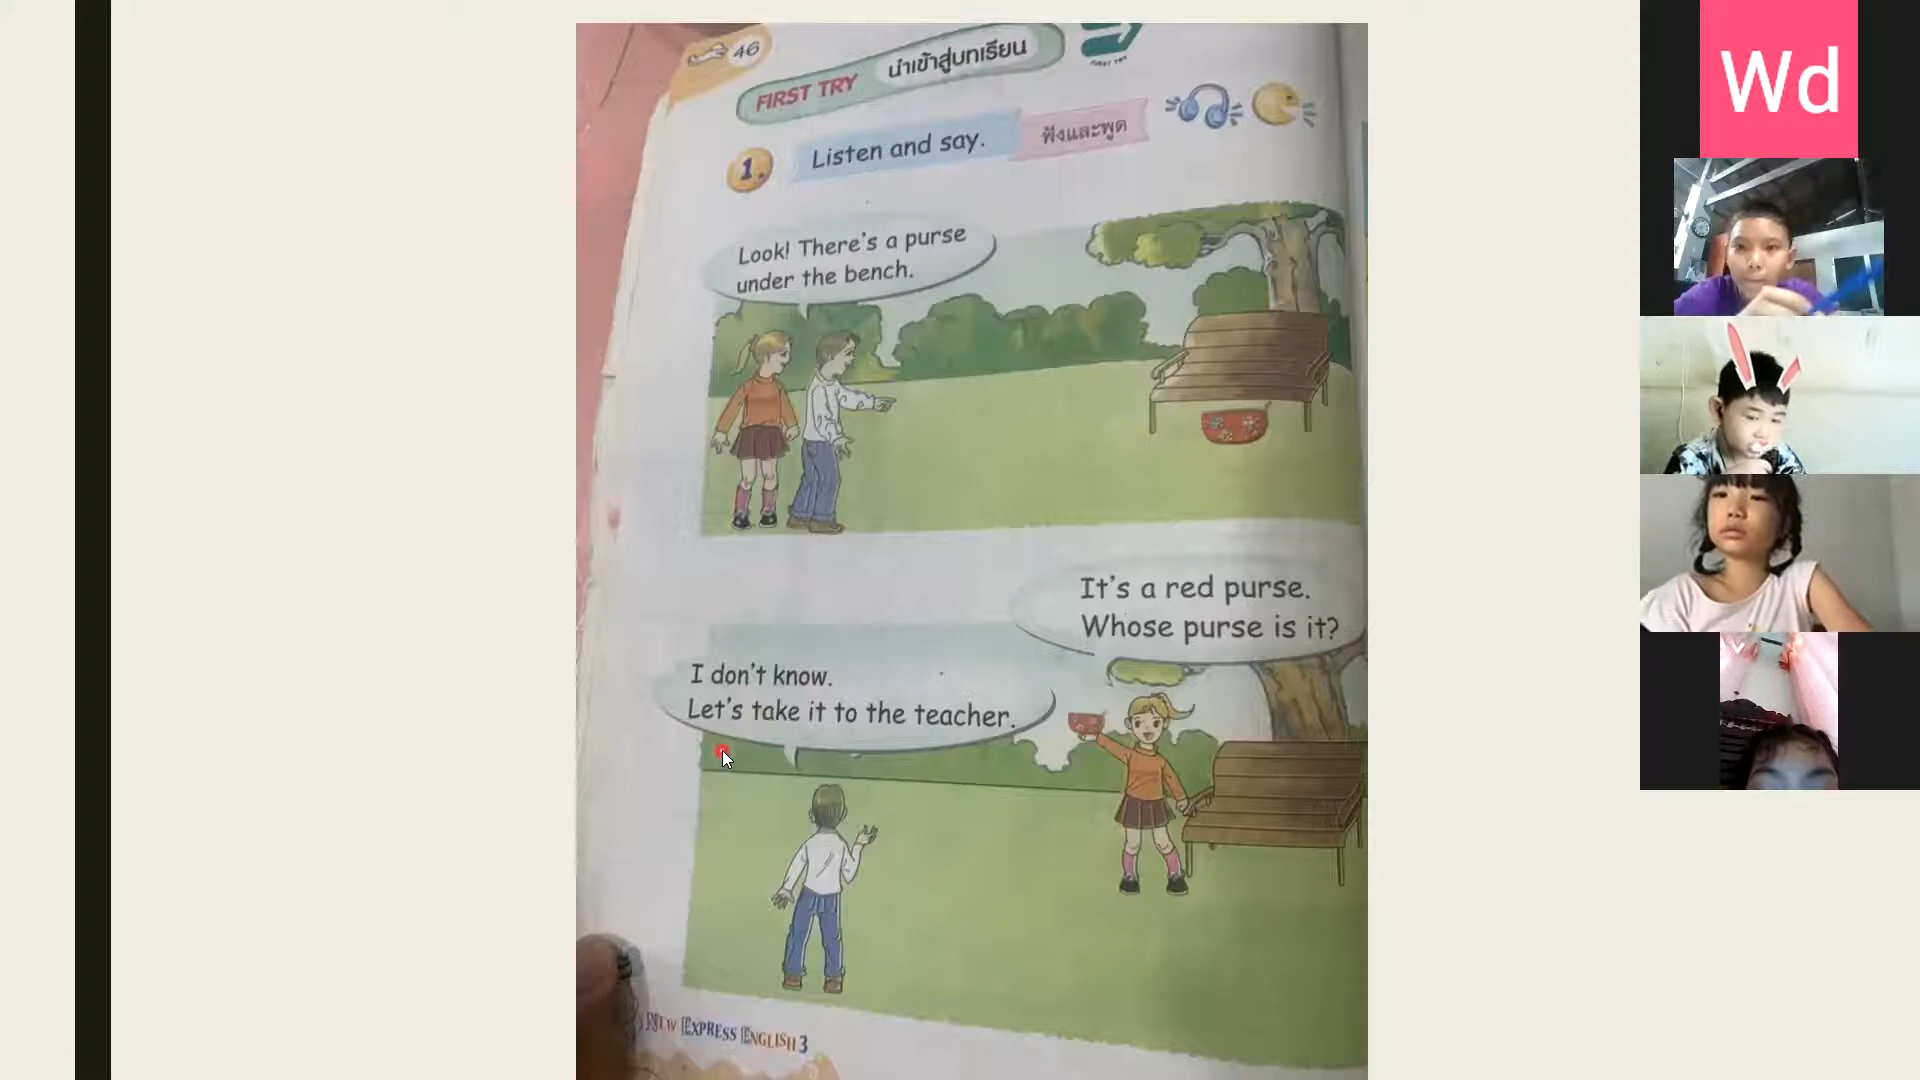 46
FIRST TRY นำเข้าสู่บทเรียน
FIRST TRY
1. Listen and say. ฟังและพูด
Look! There's a purse
under the bench.
It's a red purse.
Whose purse is it?
I don't know.
Let's take it to the teacher.
NEW EXPRESS ENGLISH 3
Wd